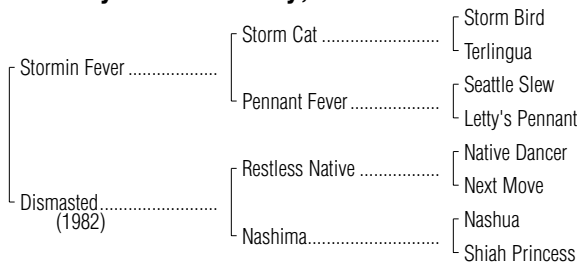 Storm Bird
Storm Cat
Terlingua
Stormin Fever
Seattle Slew
Pennant Fever
Letty's Pennant
Native Dancer
Restless Native
Next Move
Dismasted
(1982)
Nashua
Nashima
Shiah Princess